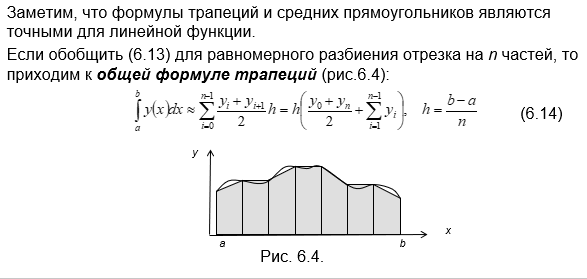 Заметим, что формулы трапеций и средних прямоугольников являются
точными для линейной функции.
Если обобщить (6.13) для равномерного разбиения отрезка на n частей, то
приходим к общей формуле трапеций (рис.6.4):
∫_a^b y(x)dx ≈ ∑_{i=0}^{n-1} (y_i + y_{i+1})/2 h = h((y_0 + y_n)/2 + ∑_{i=1}^{n-1} y_i), h = (b – a)/n (6.14)
y
x
a b
Рис. 6.4.